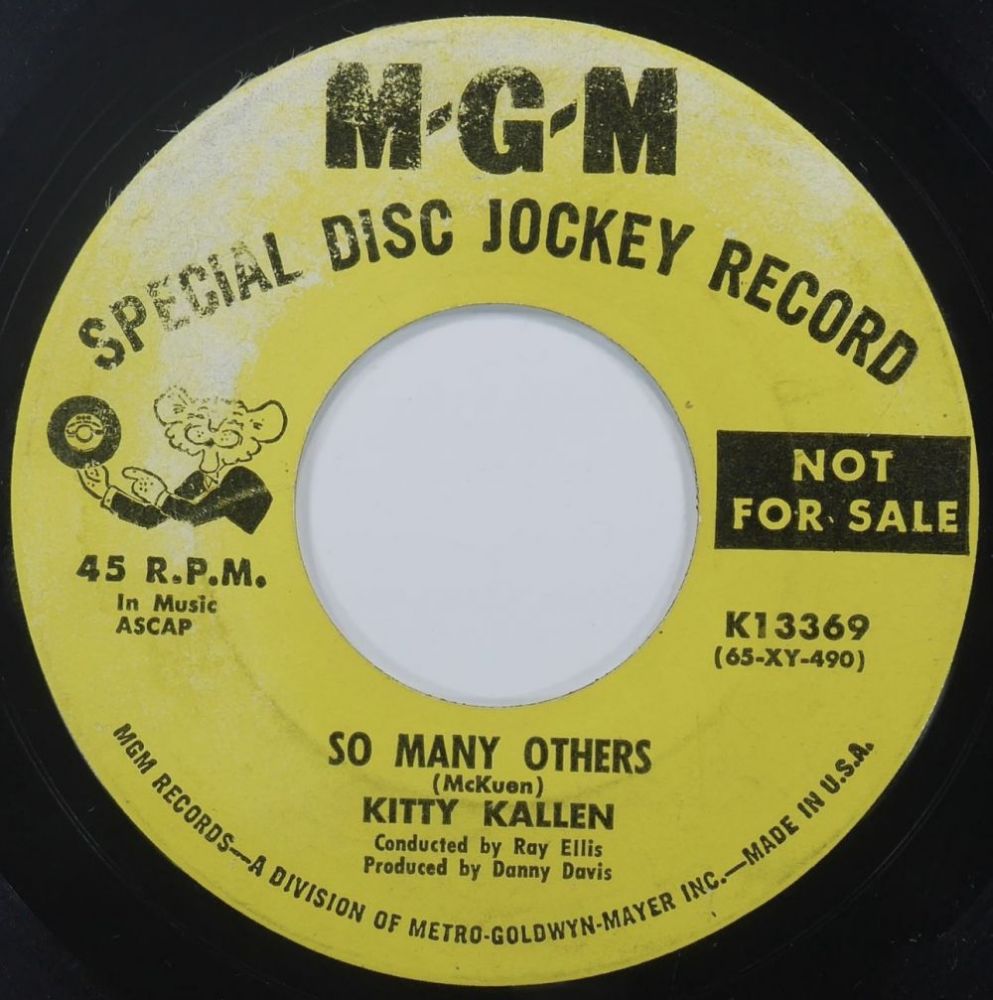 M-G-M
SPECIAL DISC JOCKEY RECORD
NOT
FOR SALE
45 R.P.M.
In Music
ASCAP
K13369
(65-XY-490)
SO MANY OTHERS
(McKuen)
KITTY KALLEN
Conducted by Ray Ellis
Produced by Danny Davis
MGM RECORDS—A DIVISION OF METRO-GOLDWYN-MAYER INC.—MADE IN U.S.A.